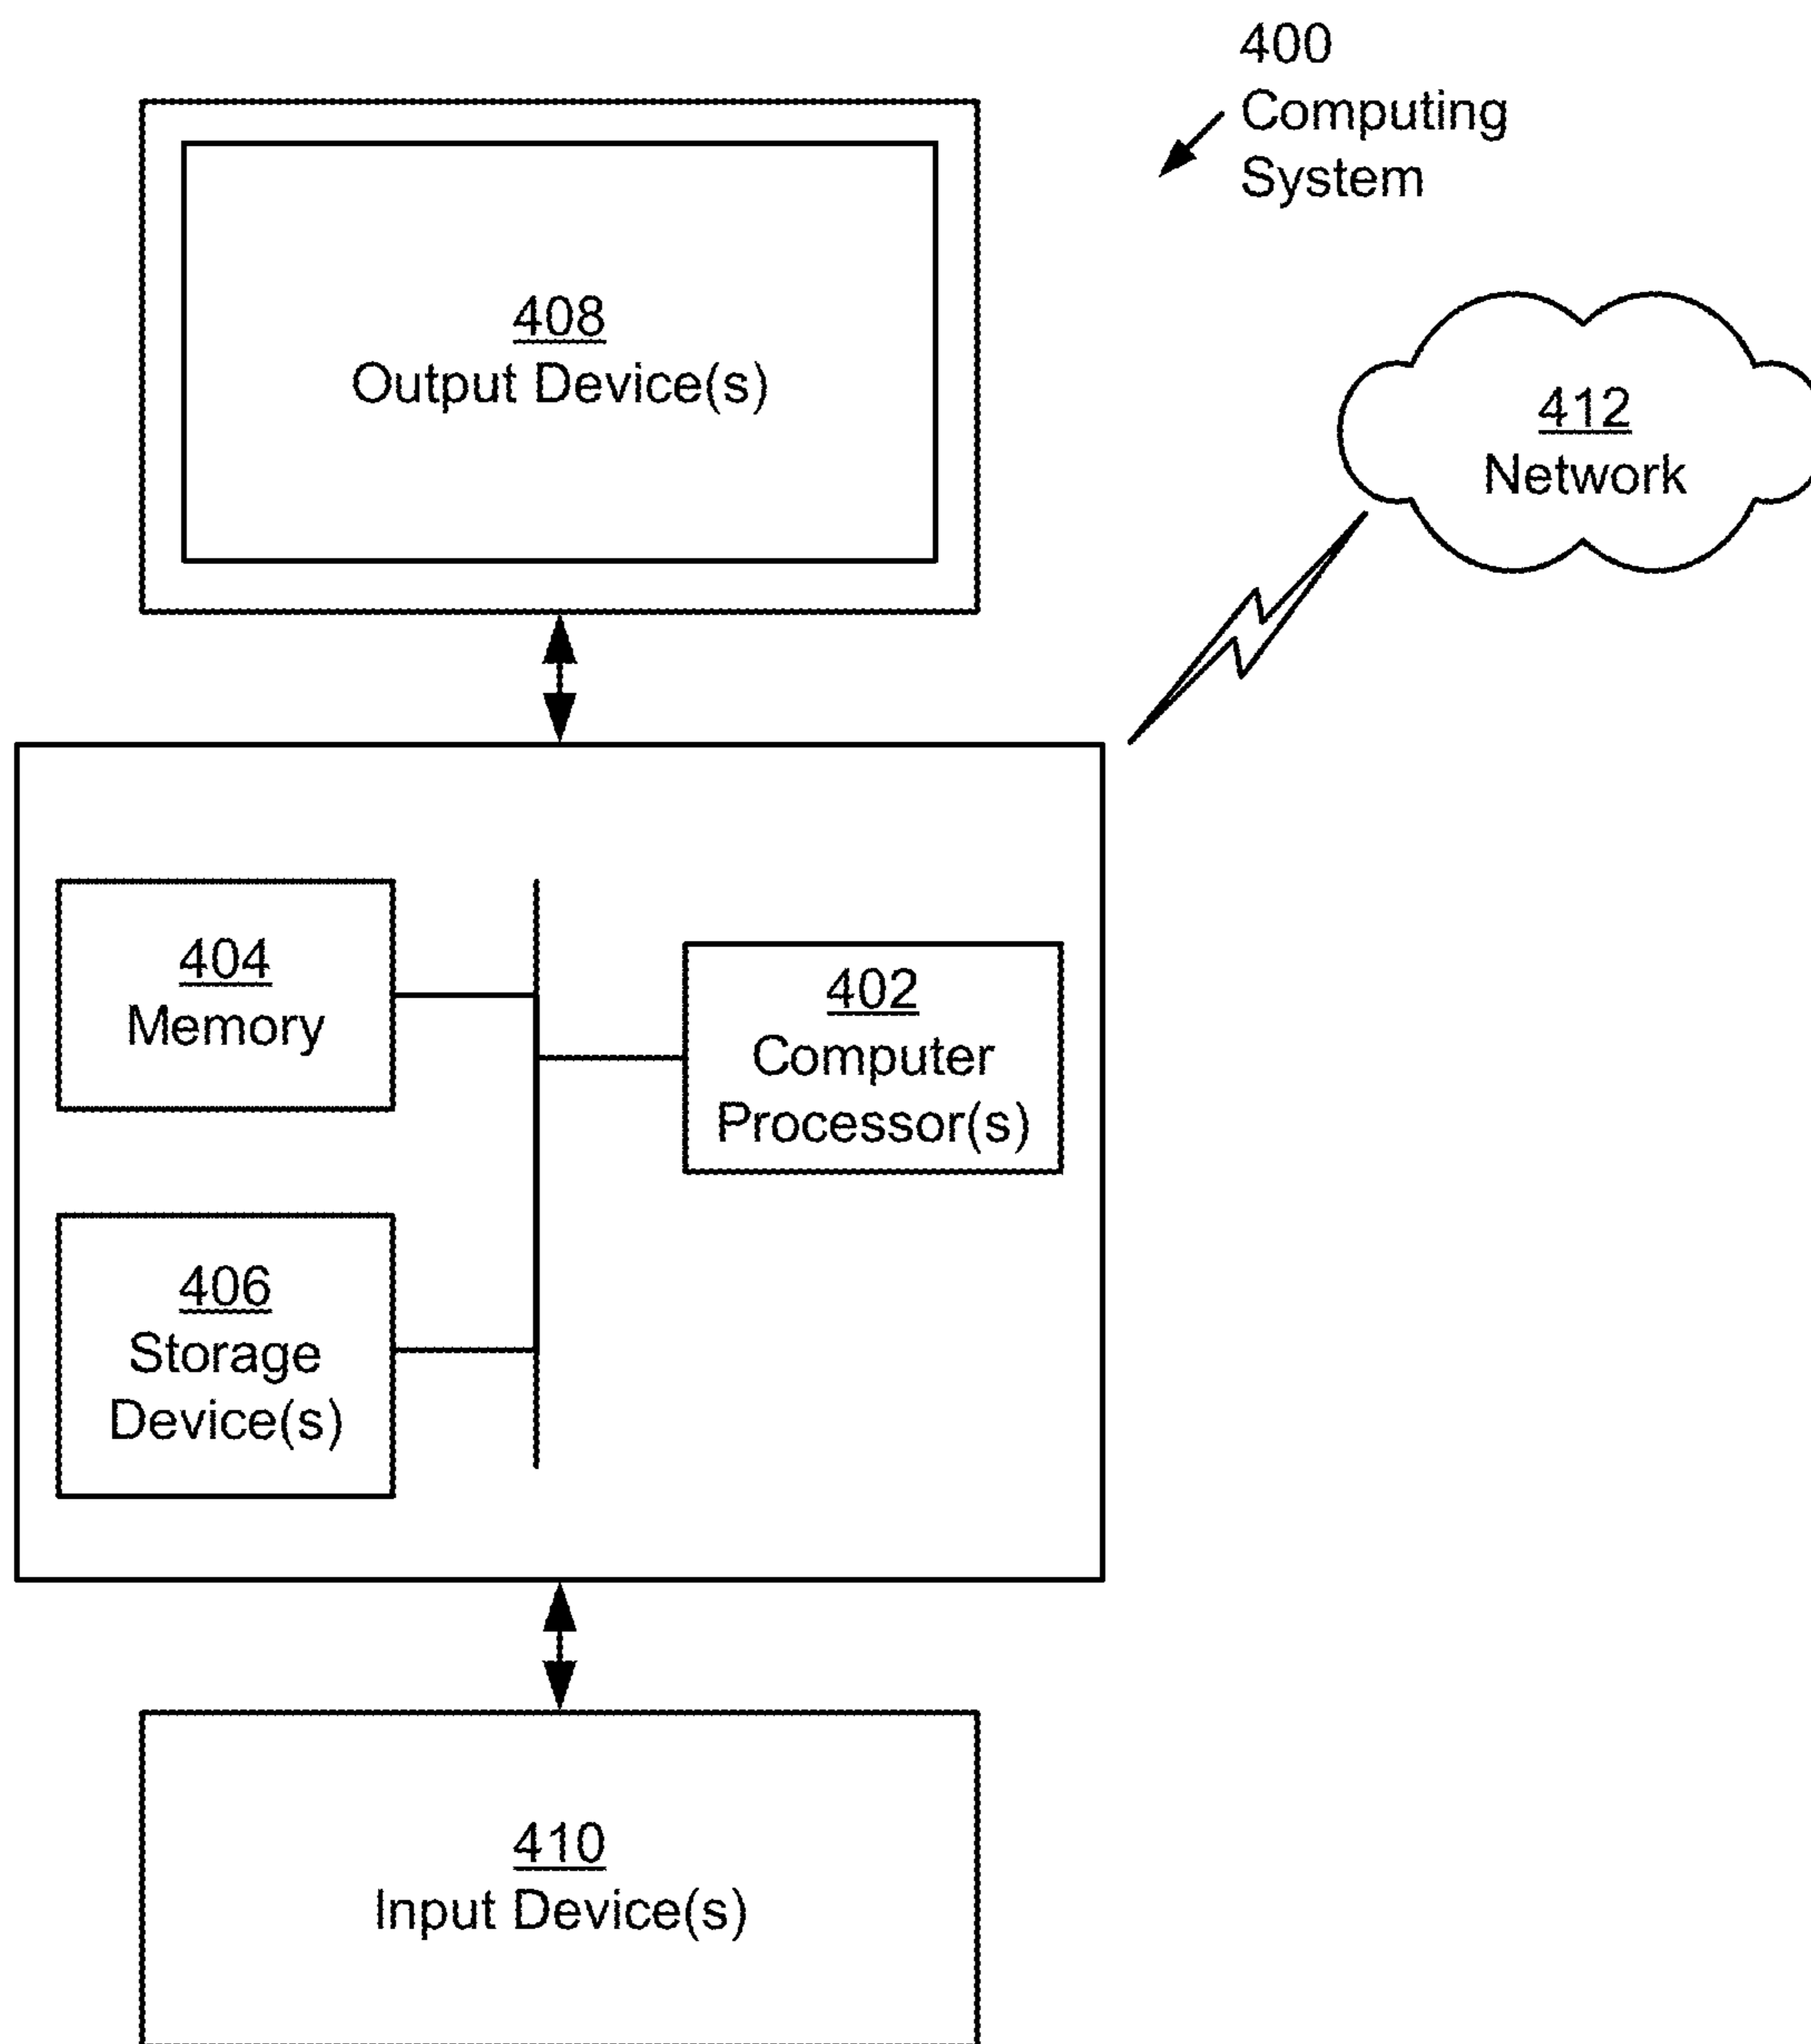 400
Computing
System
408
Output Device(s)
412
Network
404
Memory
402
Computer
Processor(s)
406
Storage
Device(s)
410
Input Device(s)